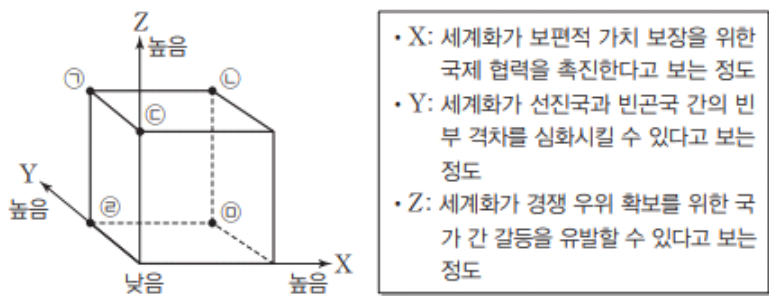 Z
높음
㉠
㉡
㉢
Y
높음
㉣
㉤
X
낮음
높음
• X: 세계화가 보편적 가치 보장을 위한
국제 협력을 촉진한다고 보는 정도
• Y: 세계화가 선진국과 빈곤국 간의 빈
부 격차를 심화시킬 수 있다고 보는
정도
• Z: 세계화가 경쟁 우위 확보를 위한 국
가 간 갈등을 유발할 수 있다고 보는
정도